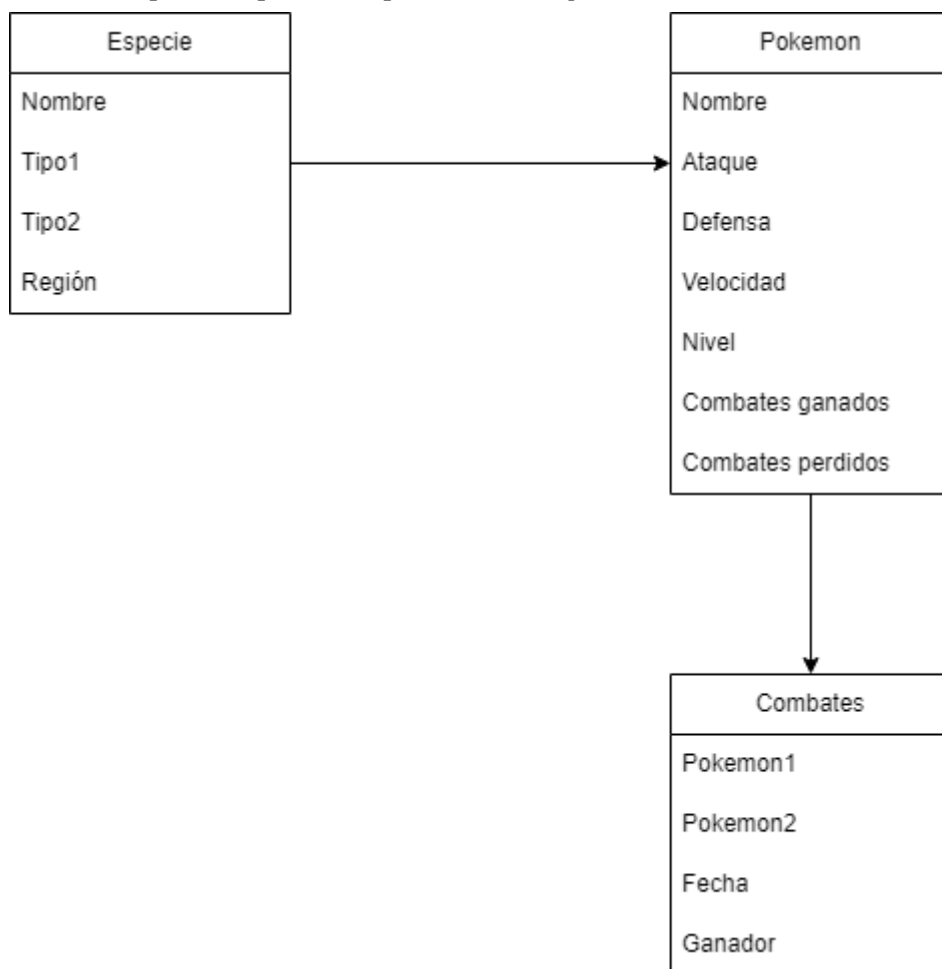 Especie
Nombre
Tipo1
Tipo2
Región
Pokemon
Nombre
Ataque
Defensa
Velocidad
Nivel
Combates ganados
Combates perdidos
Combates
Pokemon1
Pokemon2
Fecha
Ganador